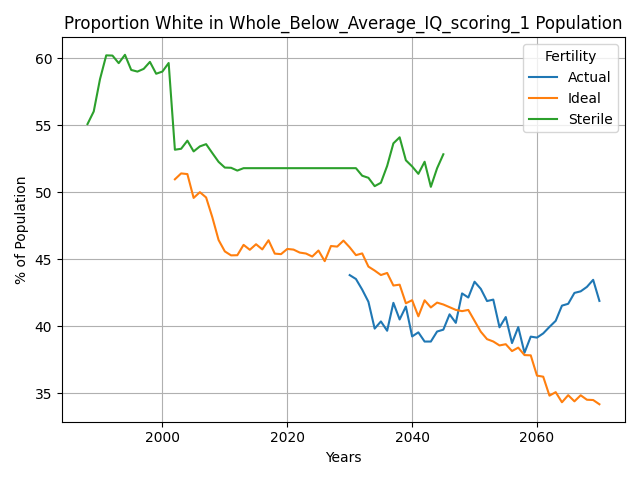 Proportion White in Whole_Below_Average_IQ_scoring_1 Population
Fertility
Actual
Ideal
Sterile
% of Population
60
55
50
45
40
35
2000
2020
2040
2060
Years